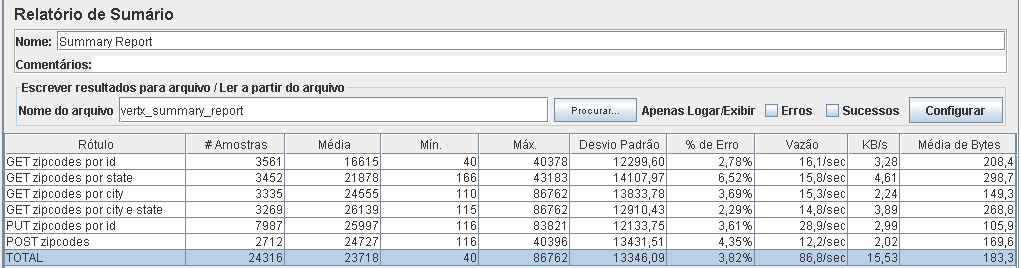 Relatório de Sumário
Nome: Summary Report
Comentários:
Escrever resultados para arquivo / Ler a partir do arquivo
Nome do arquivo vertx_summary_report Procurar... Apenas Logar/Exibir Erros Sucessos Configurar
Rótulo # Amostras Média Mín. Máx. Desvio Padrão % de Erro Vazão KB/s Média de Bytes
GET zipcodes por id 3561 16615 40 40378 12299,60 2,78% 16,1/sec 3,28 208,4
GET zipcodes por state 3452 21878 166 43183 14107,97 6,52% 15,8/sec 4,61 298,7
GET zipcodes por city 3335 24555 110 86762 13833,78 3,69% 15,3/sec 2,24 149,3
GET zipcodes por city e state 3269 26139 115 86762 12910,43 2,29% 14,8/sec 3,89 268,8
PUT zipcodes por id 7987 25997 116 83821 12133,75 3,61% 28,9/sec 2,99 105,9
POST zipcodes 2712 24727 116 40396 13431,51 4,35% 12,2/sec 2,02 169,6
TOTAL 24316 23718 40 86762 13346,09 3,82% 86,8/sec 15,53 183,3